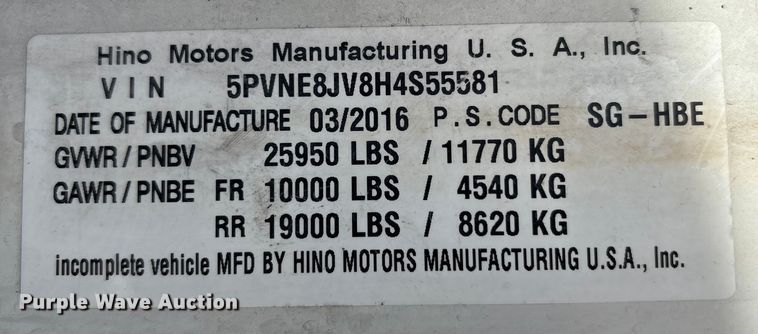 Hino Motors Manufacturing U. S. A., Inc.
VIN 5PVNE8JV8H4S55581
DATE OF MANUFACTURE 03/2016 P.S.CODE SG-HBE
GVWR/PNBV 25950 LBS / 11770 KG
GAWR/PNBE FR 10000 LBS / 4540 KG
RR 19000 LBS / 8620 KG
incomplete vehicle MFD BY HINO MOTORS MANUFACTURING U.S.A., Inc.
Purple Wave Auction